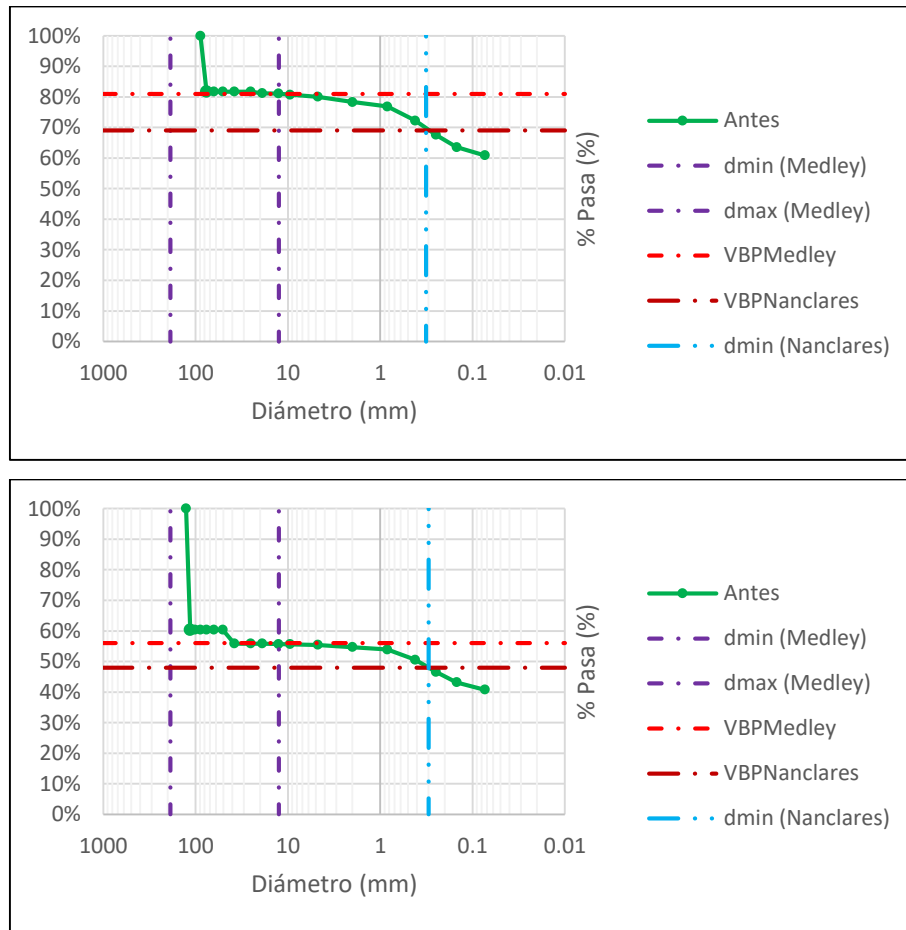 100%
90%
80%
70%
60%
50%
40%
30%
20%
10%
0%
1000 100 10 1 0.1 0.01
Diámetro (mm)
% Pasa (%)
Antes
dmin (Medley)
dmax (Medley)
VBPMedley
VBPNanclares
dmin (Nanclares)
100%
90%
80%
70%
60%
50%
40%
30%
20%
10%
0%
1000 100 10 1 0.1 0.01
Diámetro (mm)
% Pasa (%)
Antes
dmin (Medley)
dmax (Medley)
VBPMedley
VBPNanclares
dmin (Nanclares)